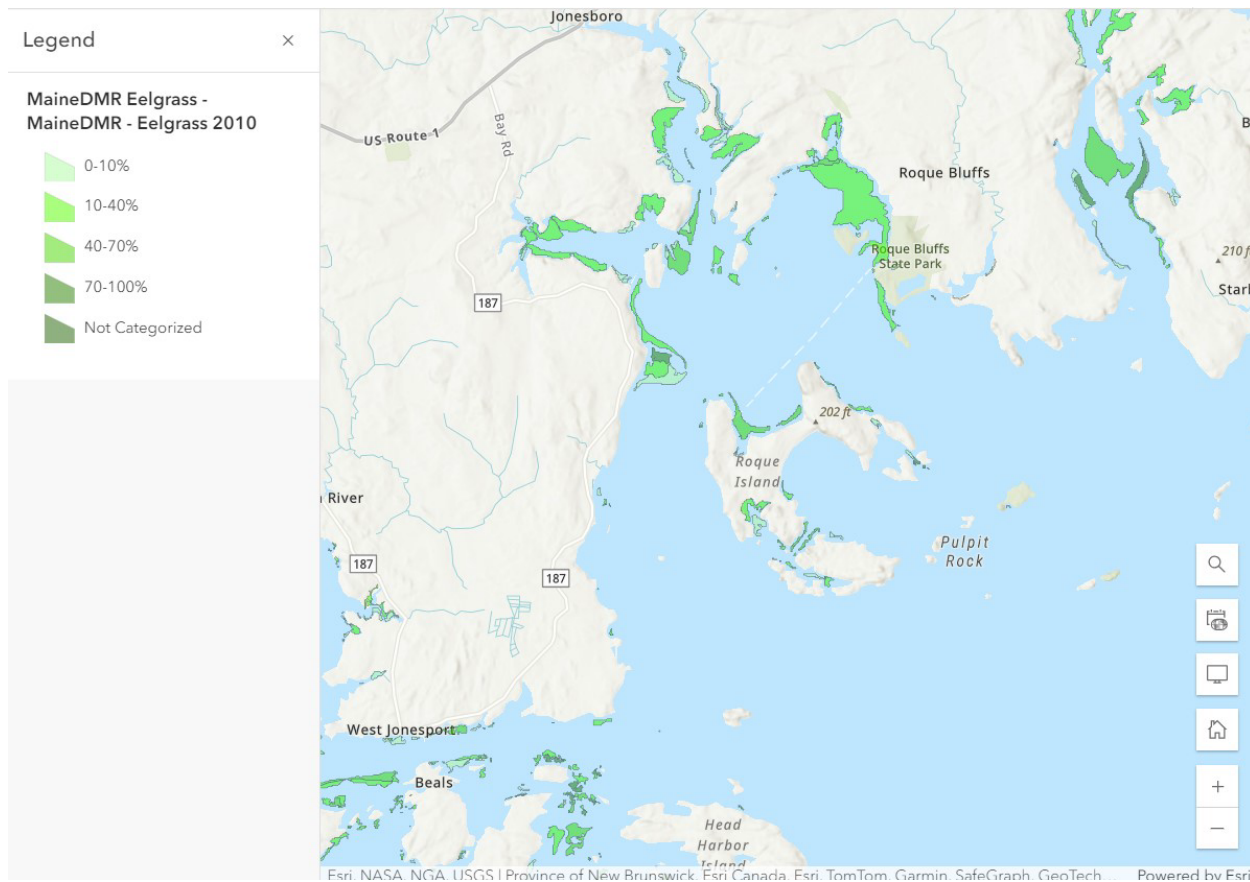 Legend
MaineDMR Eelgrass -
MaineDMR - Eelgrass 2010
0-10%
10-40%
40-70%
70-100%
Not Categorized
Jonesboro
US Route 1
Bay Rd
Roque Bluffs
Roque Bluffs
State Park
210 f
Starl
187
202 ft
Roque
Island
River
Pulpit
Rock
187
187
West Jonesport
Beals
Head
Harbor
Island
Esri, NASA, NGA, USGS | Province of New Brunswick, Esri Canada, Esri, TomTom, Garmin, SafeGraph, GeoTech...
Powered by Esri